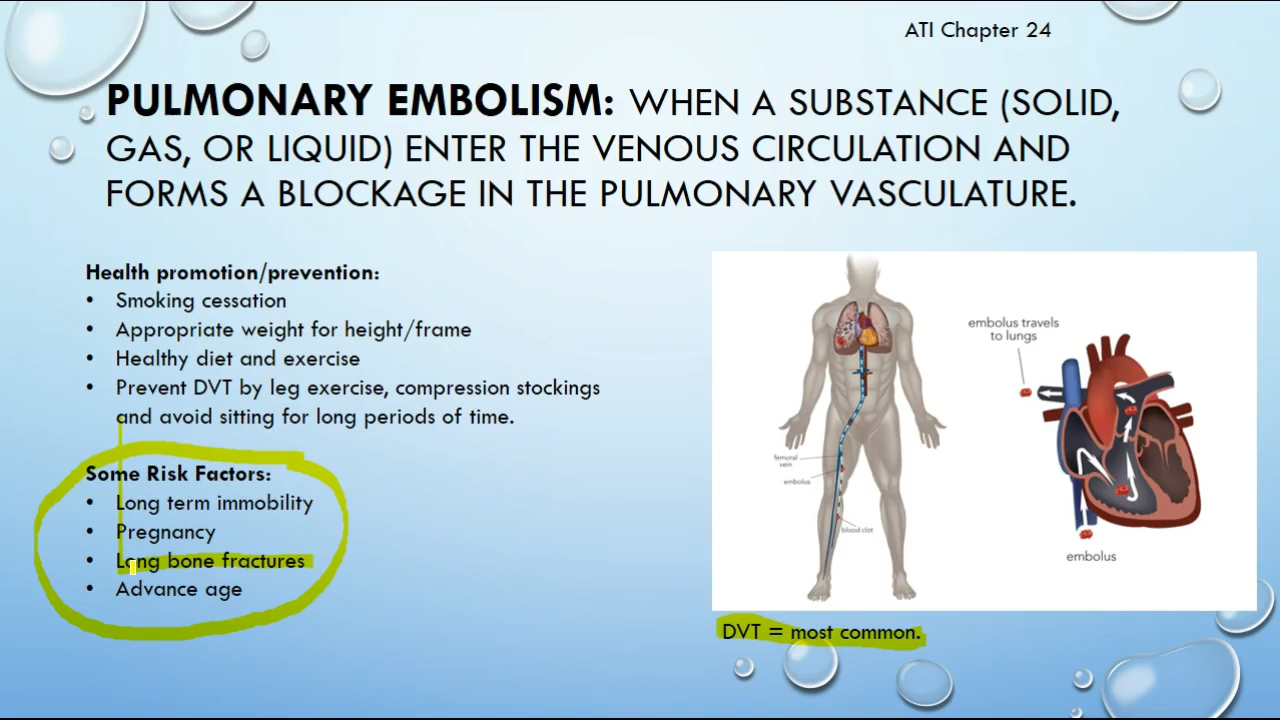 ATI Chapter 24
PULMONARY EMBOLISM: WHEN A SUBSTANCE (SOLID,
GAS, OR LIQUID) ENTER THE VENOUS CIRCULATION AND
FORMS A BLOCKAGE IN THE PULMONARY VASCULATURE.
Health promotion/prevention:
• Smoking cessation
• Appropriate weight for height/frame
• Healthy diet and exercise
• Prevent DVT by leg exercise, compression stockings
and avoid sitting for long periods of time.
Some Risk Factors:
• Long term immobility
• Pregnancy
• Long bone fractures
• Advance age
femoral
vein
embolus
blood clot
embolus travels
to lungs
embolus
DVT = most common.